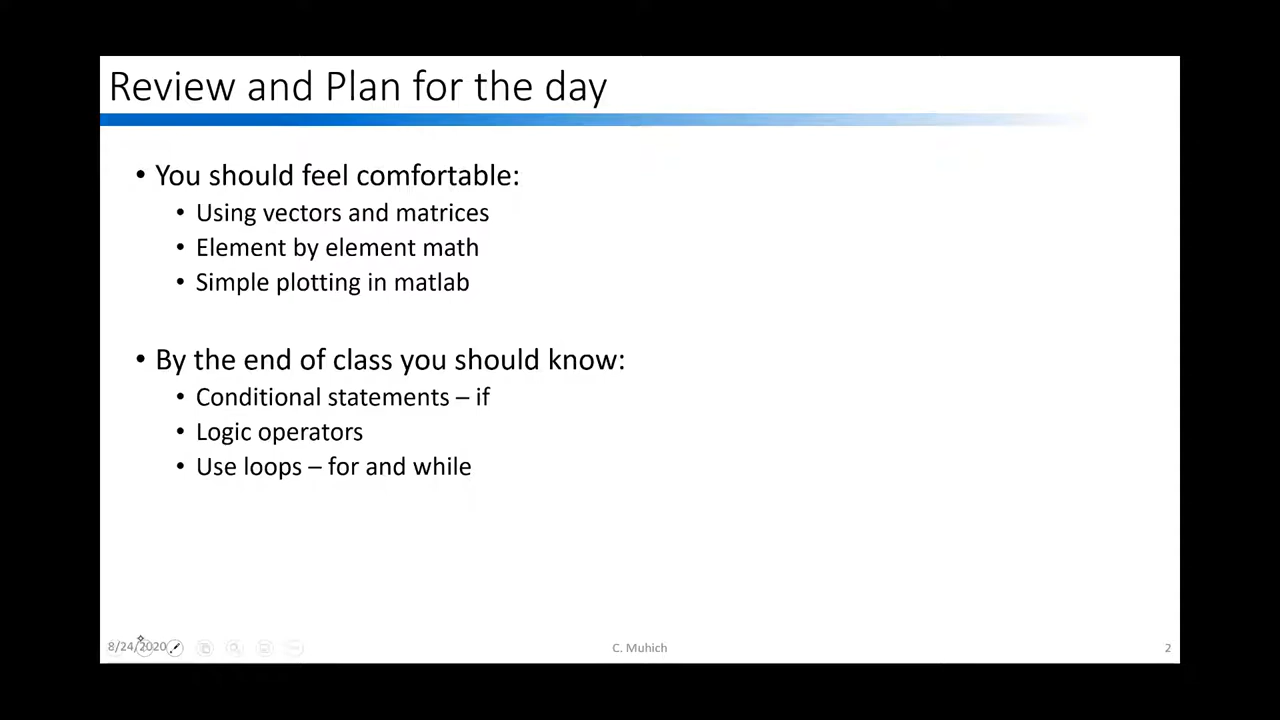 Review and Plan for the day
• You should feel comfortable:
• Using vectors and matrices
• Element by element math
• Simple plotting in matlab
• By the end of class you should know:
• Conditional statements – if
• Logic operators
• Use loops – for and while
8/24/2020
C. Muhich
2